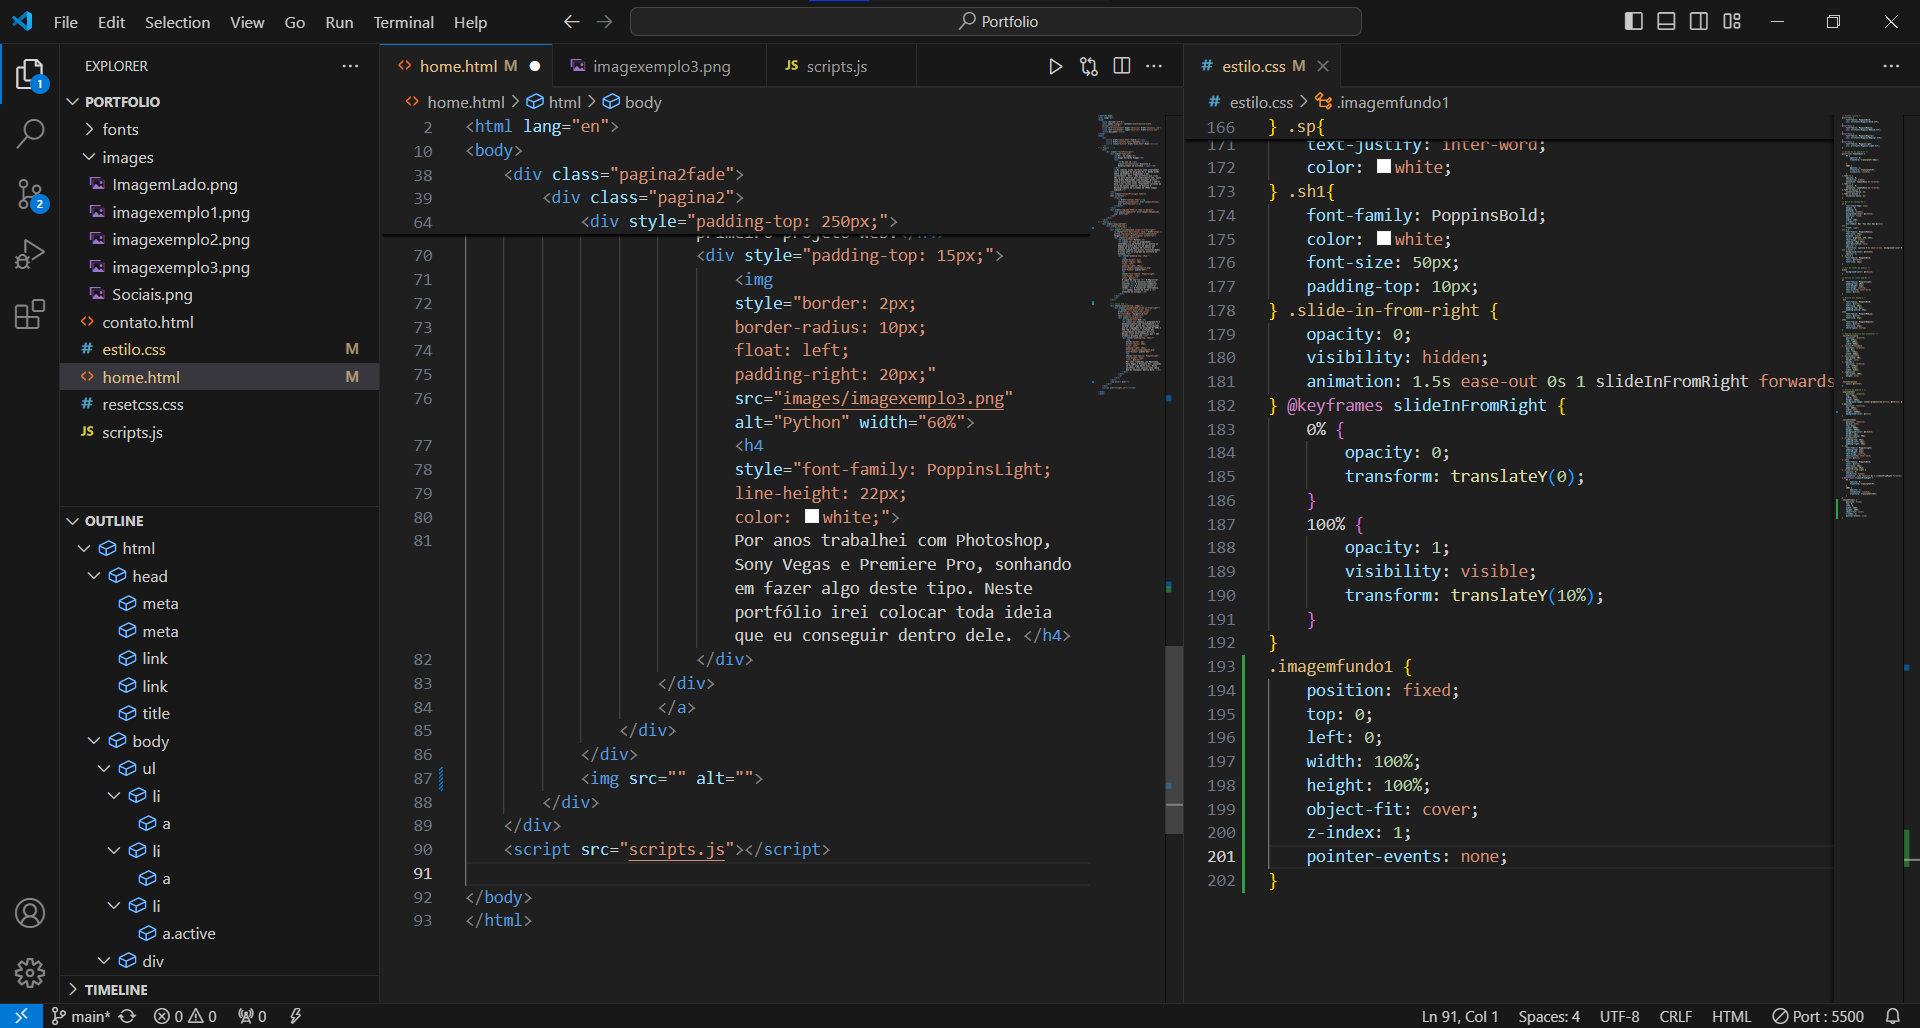 File Edit Selection View Go Run Terminal Help
Portfolio
EXPLORER
PORTFOLIO
fonts
images
ImagemLado.png
imagexemplo1.png
imagexemplo2.png
imagexemplo3.png
Sociais.png
contato.html
estilo.css M
home.html M
resetcss.css
JS scripts.js
1
2
OUTLINE
html
head
meta
meta
link
link
title
body
ul
li
a
li
a
li
a.active
div
TIMELINE
home.html M imagexemplo3.png JS scripts.js
home.html > html > body
2 <html lang="en">
10 <body>
38 <div class="pagina2fade">
39 <div class="pagina2">
64 <div style="padding-top: 250px;">
primeiro projeto web.</h4>
70 <div style="padding-top: 15px;">
71 <img
72 style="border: 2px;
73 border-radius: 10px;
74 float: left;
75 padding-right: 20px;"
76 src="images/imagexemplo3.png"
alt="Python" width="60%">
77 <h4
78 style="font-family: PoppinsLight;
79 line-height: 22px;
80 color: white;">
81 Por anos trabalhei com Photoshop,
Sony Vegas e Premiere Pro, sonhando
em fazer algo deste tipo. Neste
portfólio irei colocar toda ideia
que eu conseguir dentro dele. </h4>
82 </div>
83 </div>
84 </a>
85 </div>
86 </div>
87 <img src="" alt="">
88 </div>
89 </div>
90 <script src="scripts.js"></script>
91
92 </body>
93 </html>
# estilo.css M
# estilo.css > .imagemfundo1
166 } .sp{
171 text-justify: inter-word;
172 color: white;
173 } .sh1{
174 font-family: PoppinsBold;
175 color: white;
176 font-size: 50px;
177 padding-top: 10px;
178 } .slide-in-from-right {
179 opacity: 0;
180 visibility: hidden;
181 animation: 1.5s ease-out 0s 1 slideInFromRight forwards
182 } @keyframes slideInFromRight {
183 0% {
184 opacity: 0;
185 transform: translateY(0);
186 }
187 100% {
188 opacity: 1;
189 visibility: visible;
190 transform: translateY(10%);
191 }
192 }
193 .imagemfundo1 {
194 position: fixed;
195 top: 0;
196 left: 0;
197 width: 100%;
198 height: 100%;
199 object-fit: cover;
200 z-index: 1;
201 pointer-events: none;
202 }
main* 0 0 0 Ln 91, Col 1 Spaces: 4 UTF-8 CRLF HTML Port : 5500